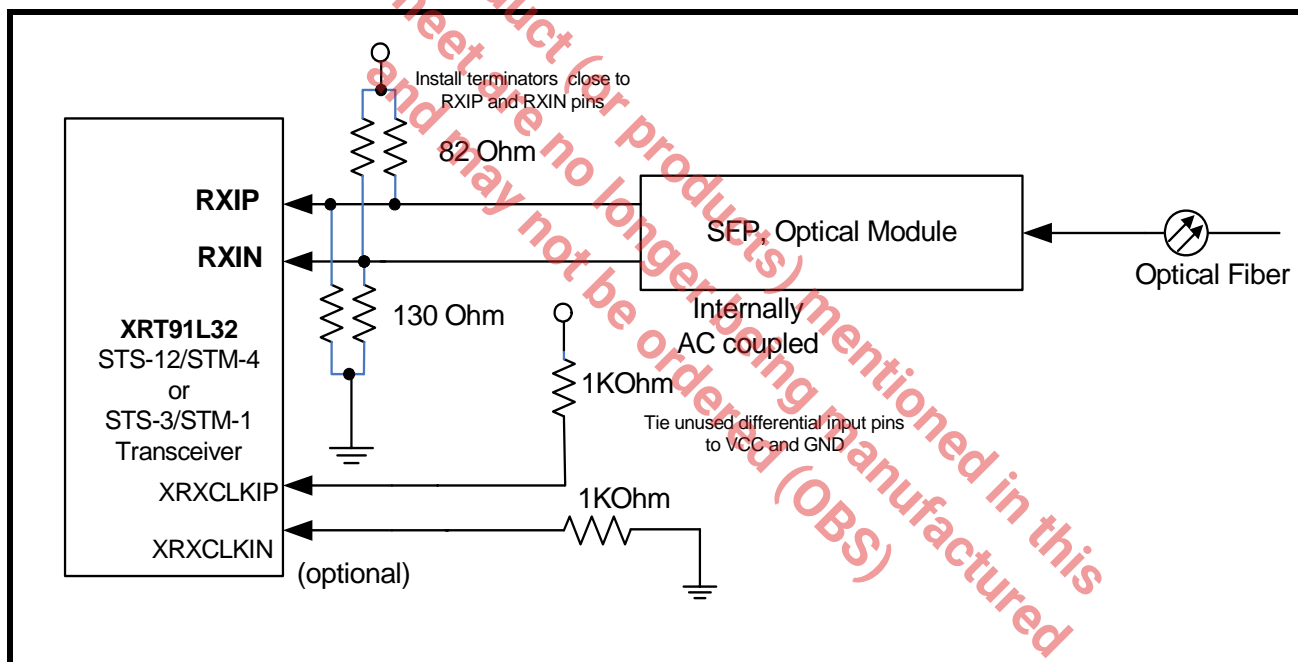 Install terminators close to
RXIP and RXIN pins
82 Ohm
RXIP
RXIN
SFP, Optical Module
Optical Fiber
Internally
AC coupled
130 Ohm
XRT91L32
STS-12/STM-4
or
STS-3/STM-1
Transceiver
1KOhm
Tie unused differential input pins
to VCC and GND
XRXCLKIP
1KOhm
XRXCLKIN
(optional)
duct (or products) mentioned in this
heet are no longer being manufactured
and may not be ordered (OBS)